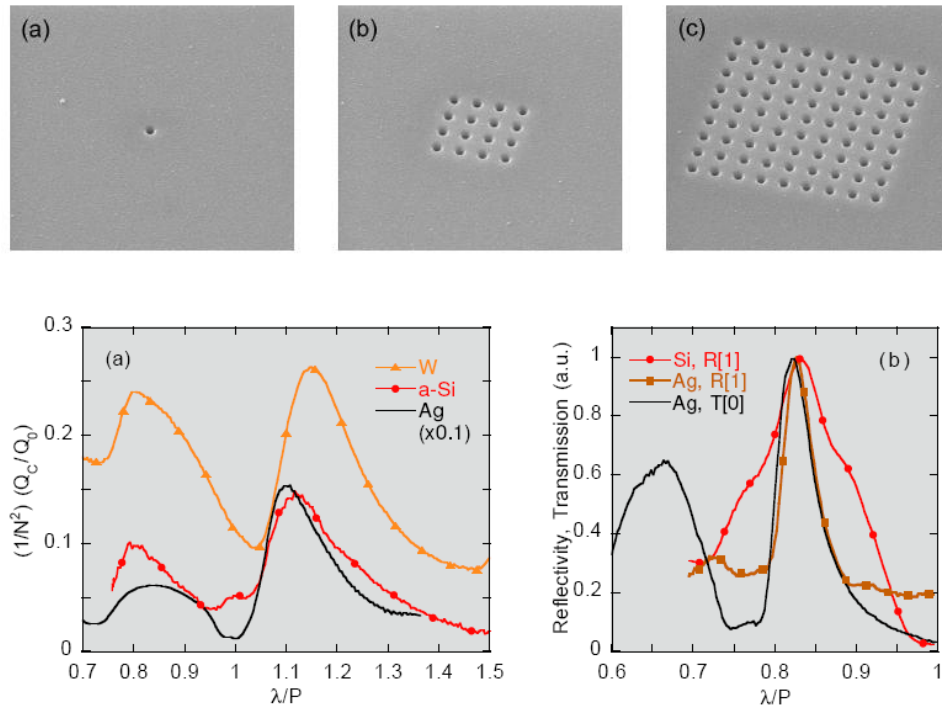 (a)
(b)
(c)
0.3
0.2
0.1
0
(1/N²) (Q_C/Q_0)
(a)
W
a-Si
Ag
(x0.1)
0.7 0.8 0.9 1 1.1 1.2 1.3 1.4 1.5
λ/P
1
0.8
0.6
0.4
0.2
0
Reflectivity, Transmission (a.u.)
Si, R[1]
Ag, R[1]
Ag, T[0]
(b)
0.6 0.7 0.8 0.9 1
λ/P